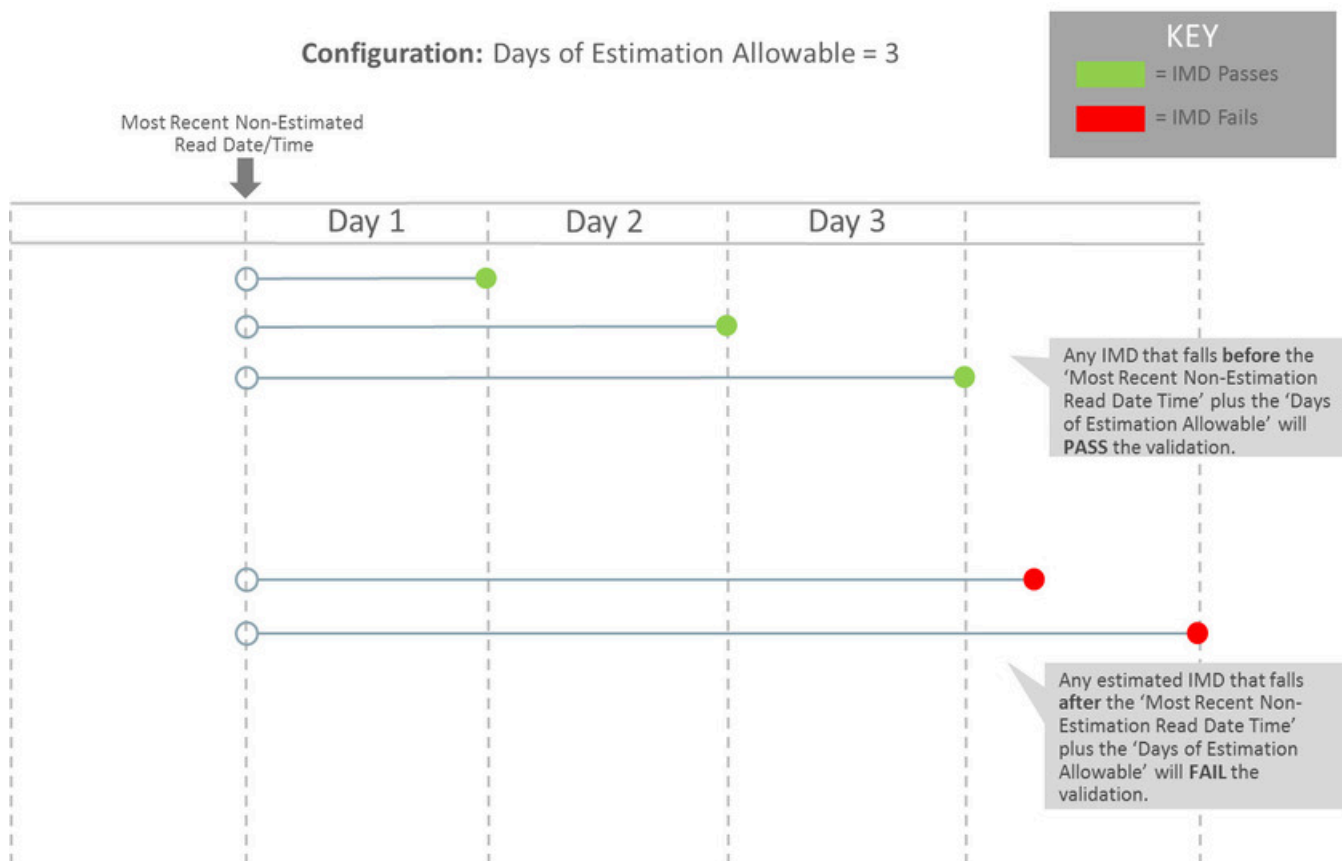 Configuration: Days of Estimation Allowable = 3
KEY
= IMD Passes
= IMD Fails
Most Recent Non-Estimated
Read Date/Time
Day 1
Day 2
Day 3
Any IMD that falls before the
‘Most Recent Non-Estimation
Read Date Time’ plus the ‘Days
of Estimation Allowable’ will
PASS the validation.
Any estimated IMD that falls
after the ‘Most Recent Non-
Estimation Read Date Time’
plus the ‘Days of Estimation
Allowable’ will FAIL the
validation.